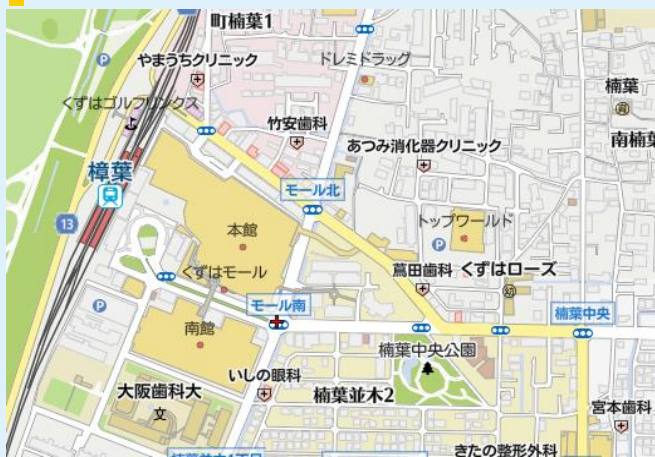 町楠葉1
やまうちクリニック
ドレミドラッグ
くずはゴルフリンクス
楠葉
竹安歯科
南楠葉
あつみ消化器クリニック
樟葉
モール北
13
本館
トップワールド
くずはモール
蔦田歯科
くずはローズ
モール南
楠葉中央
南館
楠葉中央公園
いしの眼科
大阪歯科大
楠葉並木2
宮本歯科
きたの整形外科